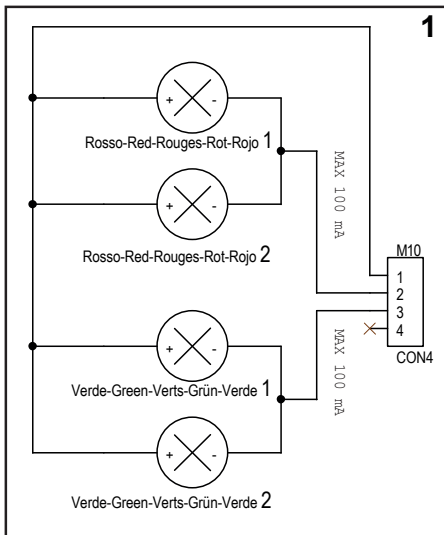 1
+ -
Rosso-Red-Rouges-Rot-Rojo 1
MAX 100 mA
+ -
Rosso-Red-Rouges-Rot-Rojo 2
M10
1
2
3
4
CON4
+ -
Verde-Green-Verts-Grün-Verde 1
MAX 100 mA
+ -
Verde-Green-Verts-Grün-Verde 2